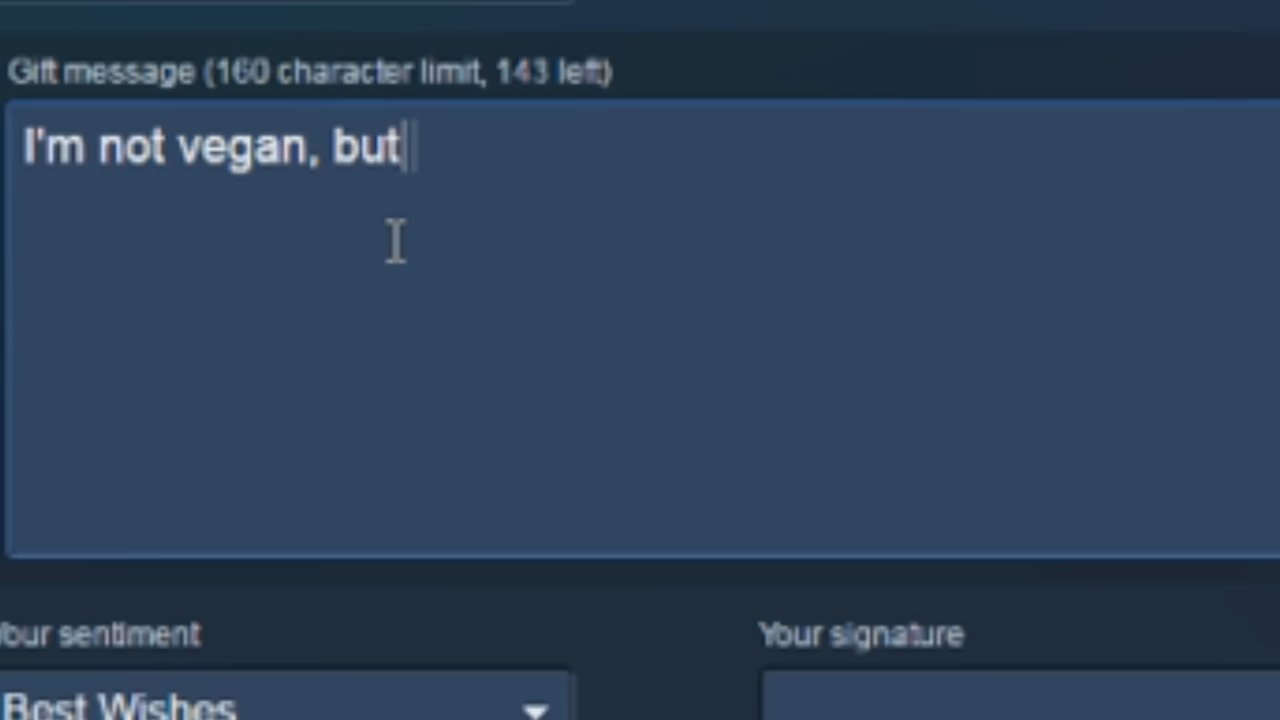 Gift message (160 character limit, 143 left)
I'm not vegan, but
Your sentiment
Your signature
Best Wishes